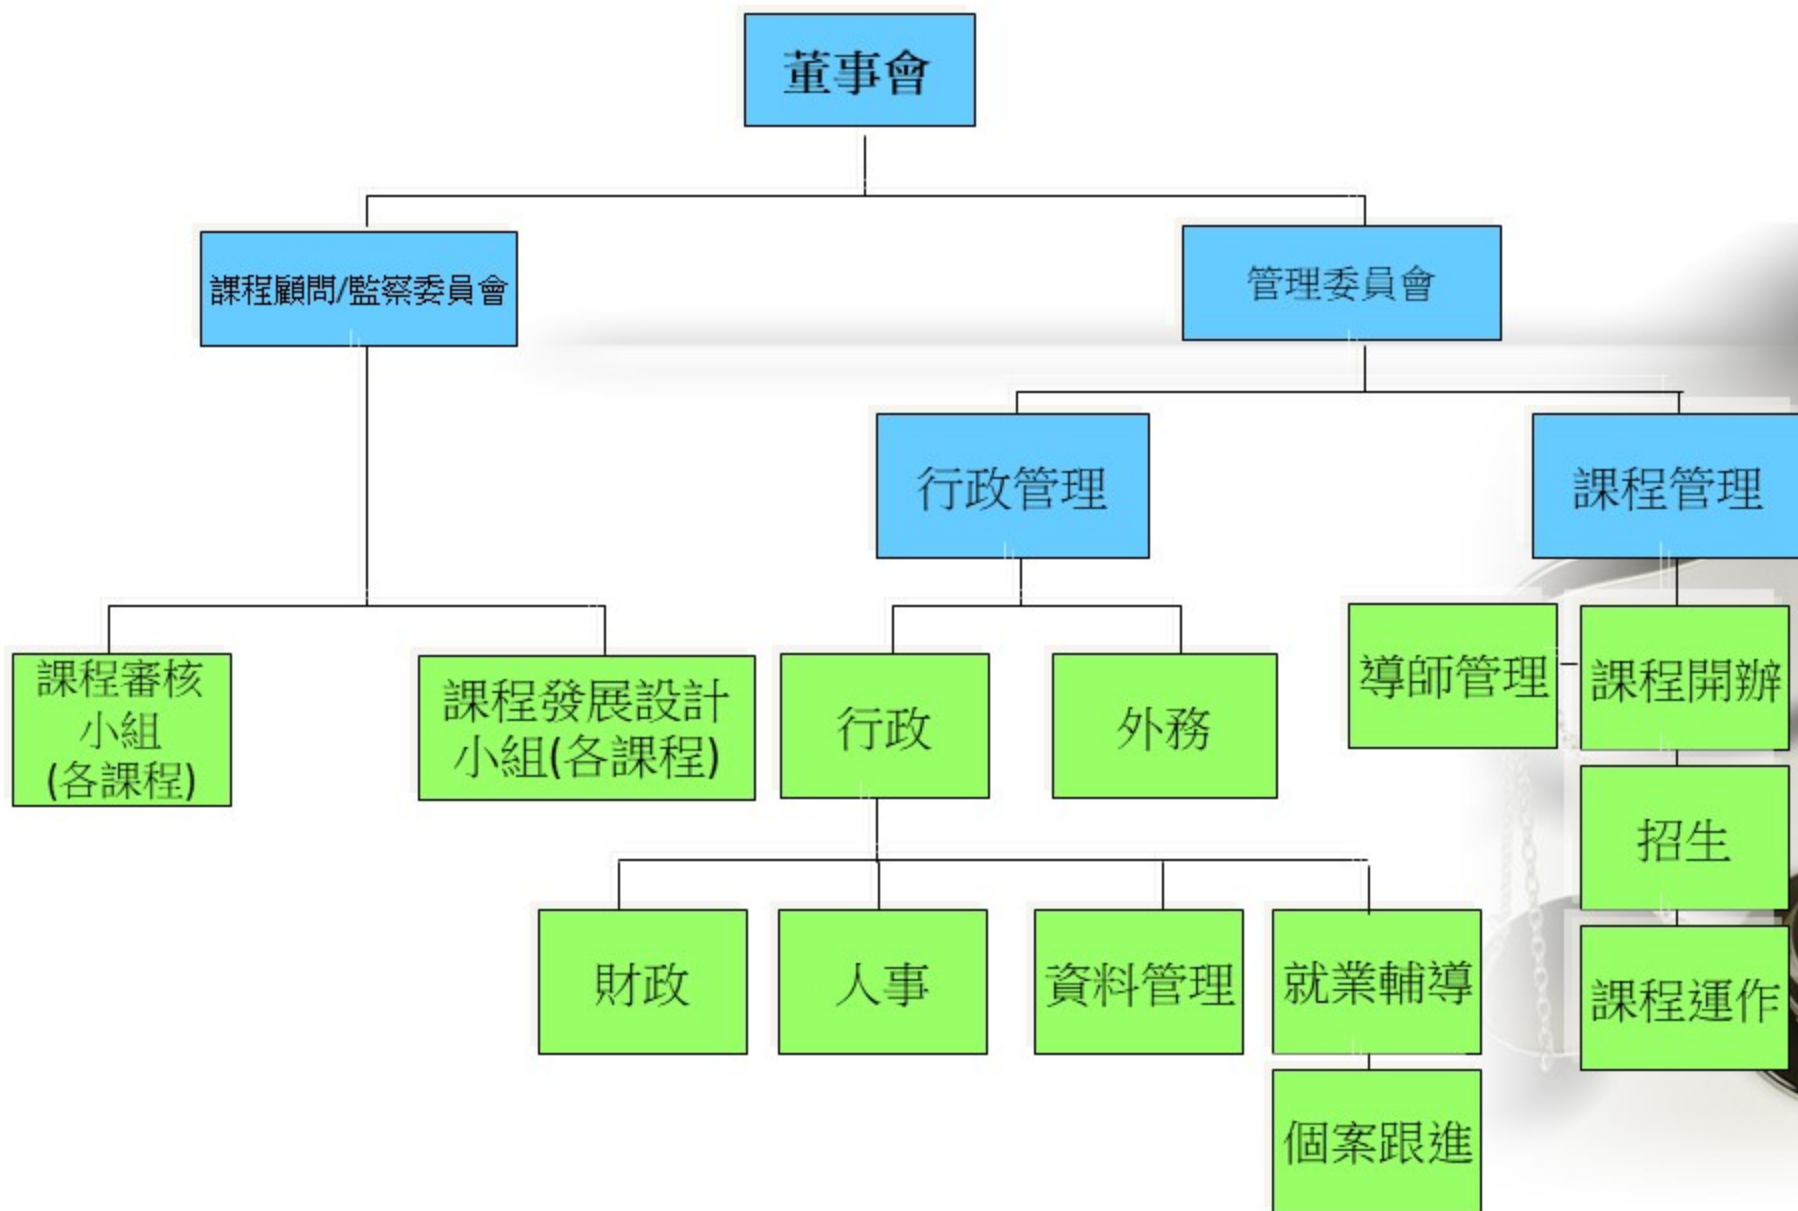 董事會
課程顧問/監察委員會
管理委員會
行政管理
課程管理
課程審核
小組
(各課程)
課程發展設計
小組(各課程)
行政
外務
導師管理
課程開辦
招生
課程運作
財政
人事
資料管理
就業輔導
個案跟進